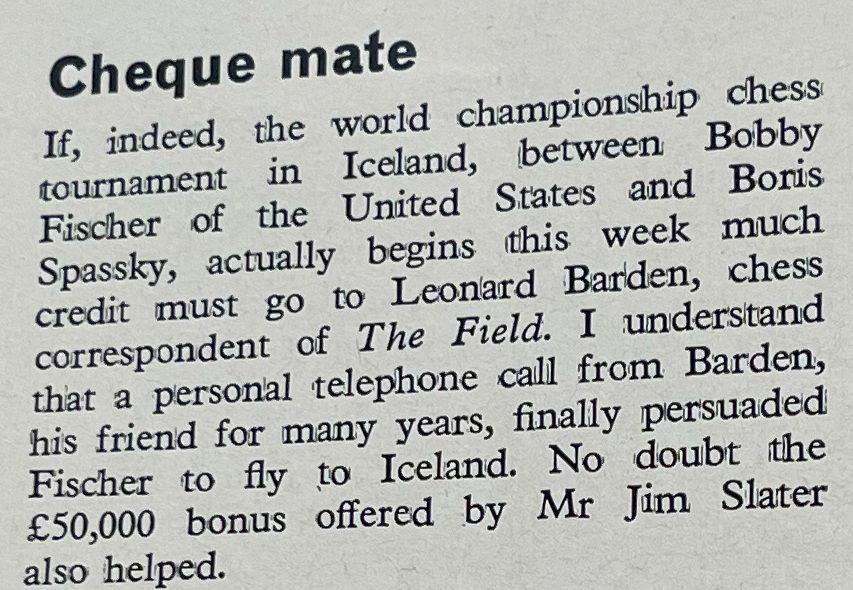 Cheque mate
If, indeed, the world championship chess
tournament in Iceland, between Bobby
Fischer of the United States and Boris
Spassky, actually begins this week much
credit must go to Leonard Barden, chess
correspondent of The Field. I understand
that a personal telephone call from Barden,
his friend for many years, finally persuaded
Fischer to fly to Iceland. No doubt the
£50,000 bonus offered by Mr Jim Slater
also helped.